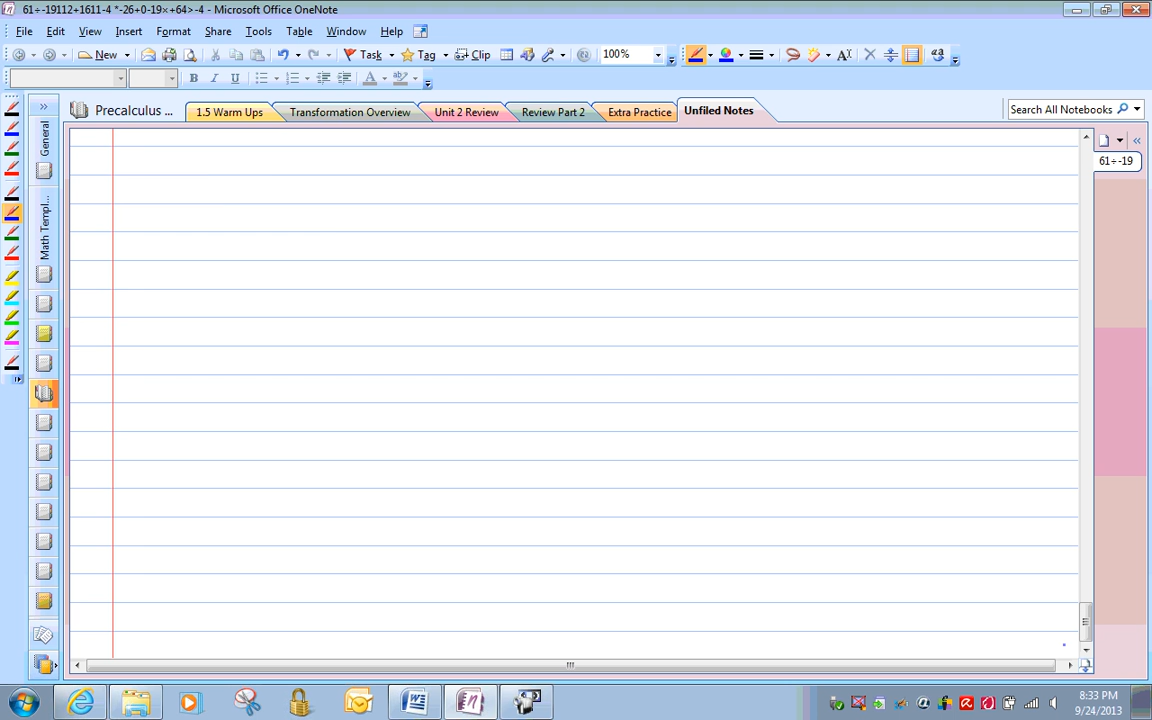 61÷-19112+1611-4 *-26+0-19×+64>-4 - Microsoft Office OneNote
File Edit View Insert Format Share Tools Table Window Help
New Task Tag Clip 100%
B I U
Precalculus ... 1.5 Warm Ups Transformation Overview Unit 2 Review Review Part 2 Extra Practice Unfiled Notes Search All Notebooks
61÷-19
General
Math Templ...
8:33 PM
9/24/2013